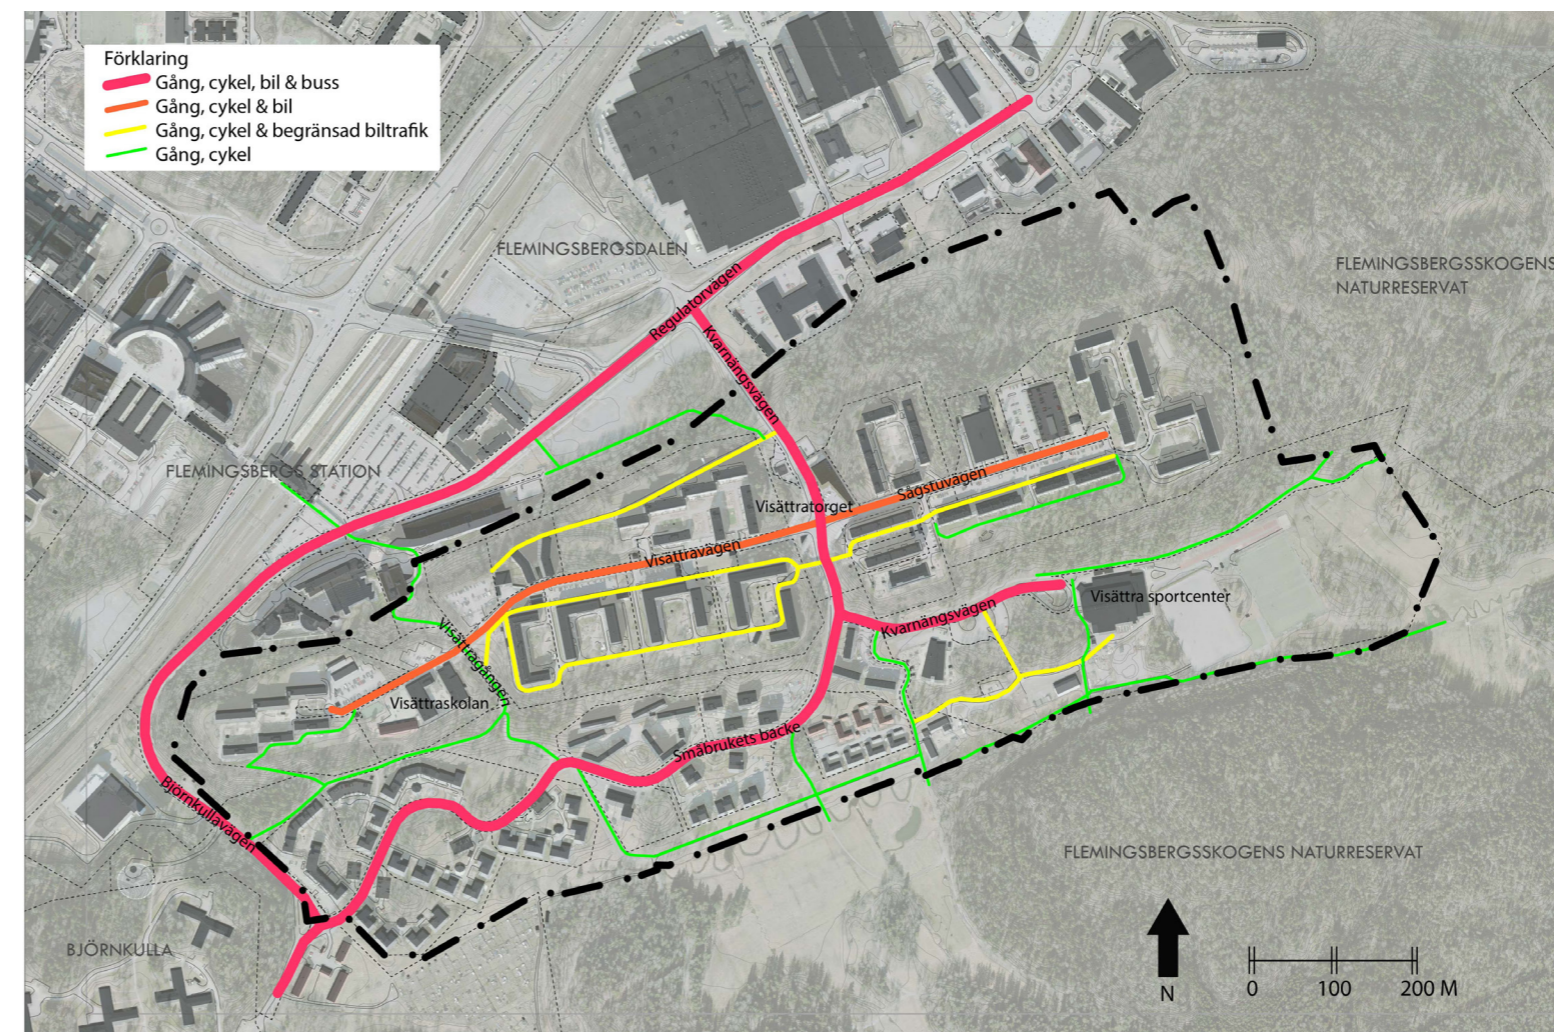 Förklaring
Gång, cykel, bil & buss
Gång, cykel & bil
Gång, cykel & begränsad biltrafik
Gång, cykel
FLEMINGSBERGSDALEN
FLEMINGSBERGSSKOGENS
NATURRESERVAT
Regulatorvägen
Kvarnängsvägen
FLEMINGSBERGS STATION
Visättratorget
Sågstuvägen
Visättravägen
Visättra sportcenter
Kvarnängsvägen
Visättragången
Visättraskolan
Småbrukets backe
Björnkullavägen
FLEMINGSBERGSSKOGENS NATURRESERVAT
BJÖRNKULLA
N
0 100 200 M